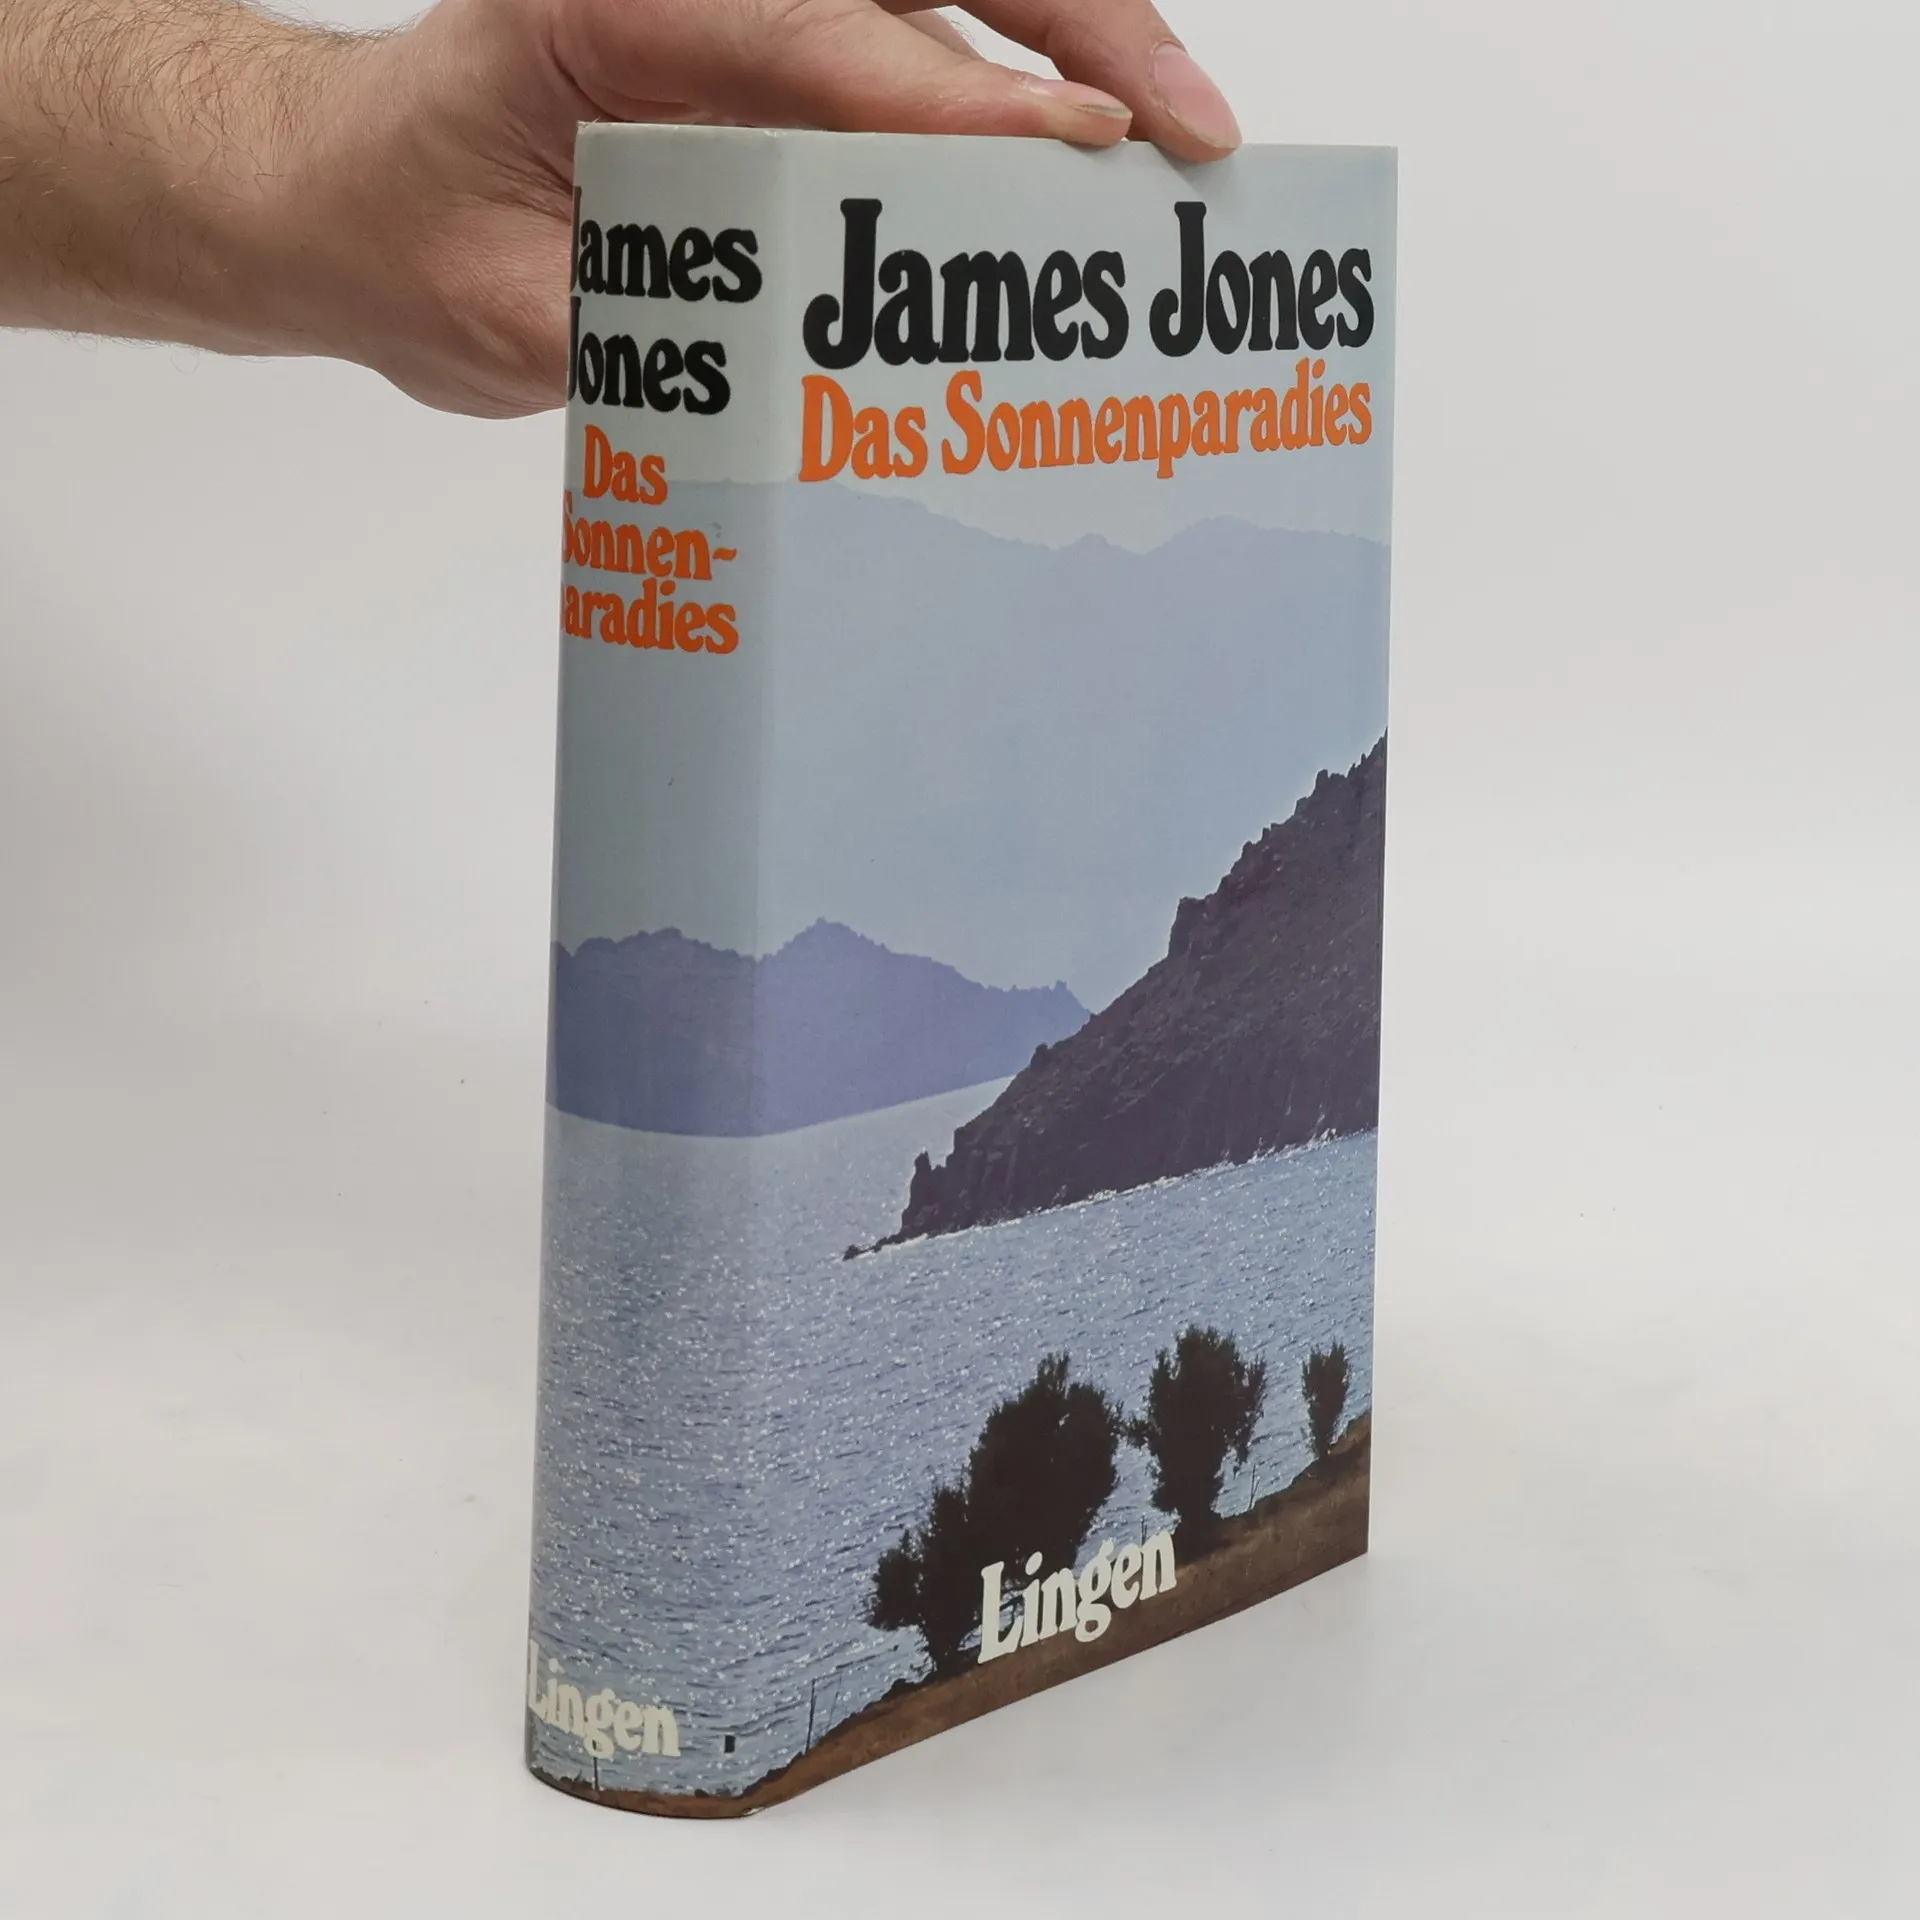 James
Jones
Das
Sonnen-
paradies
Lingen
James Jones
Das Sonnenparadies
Lingen